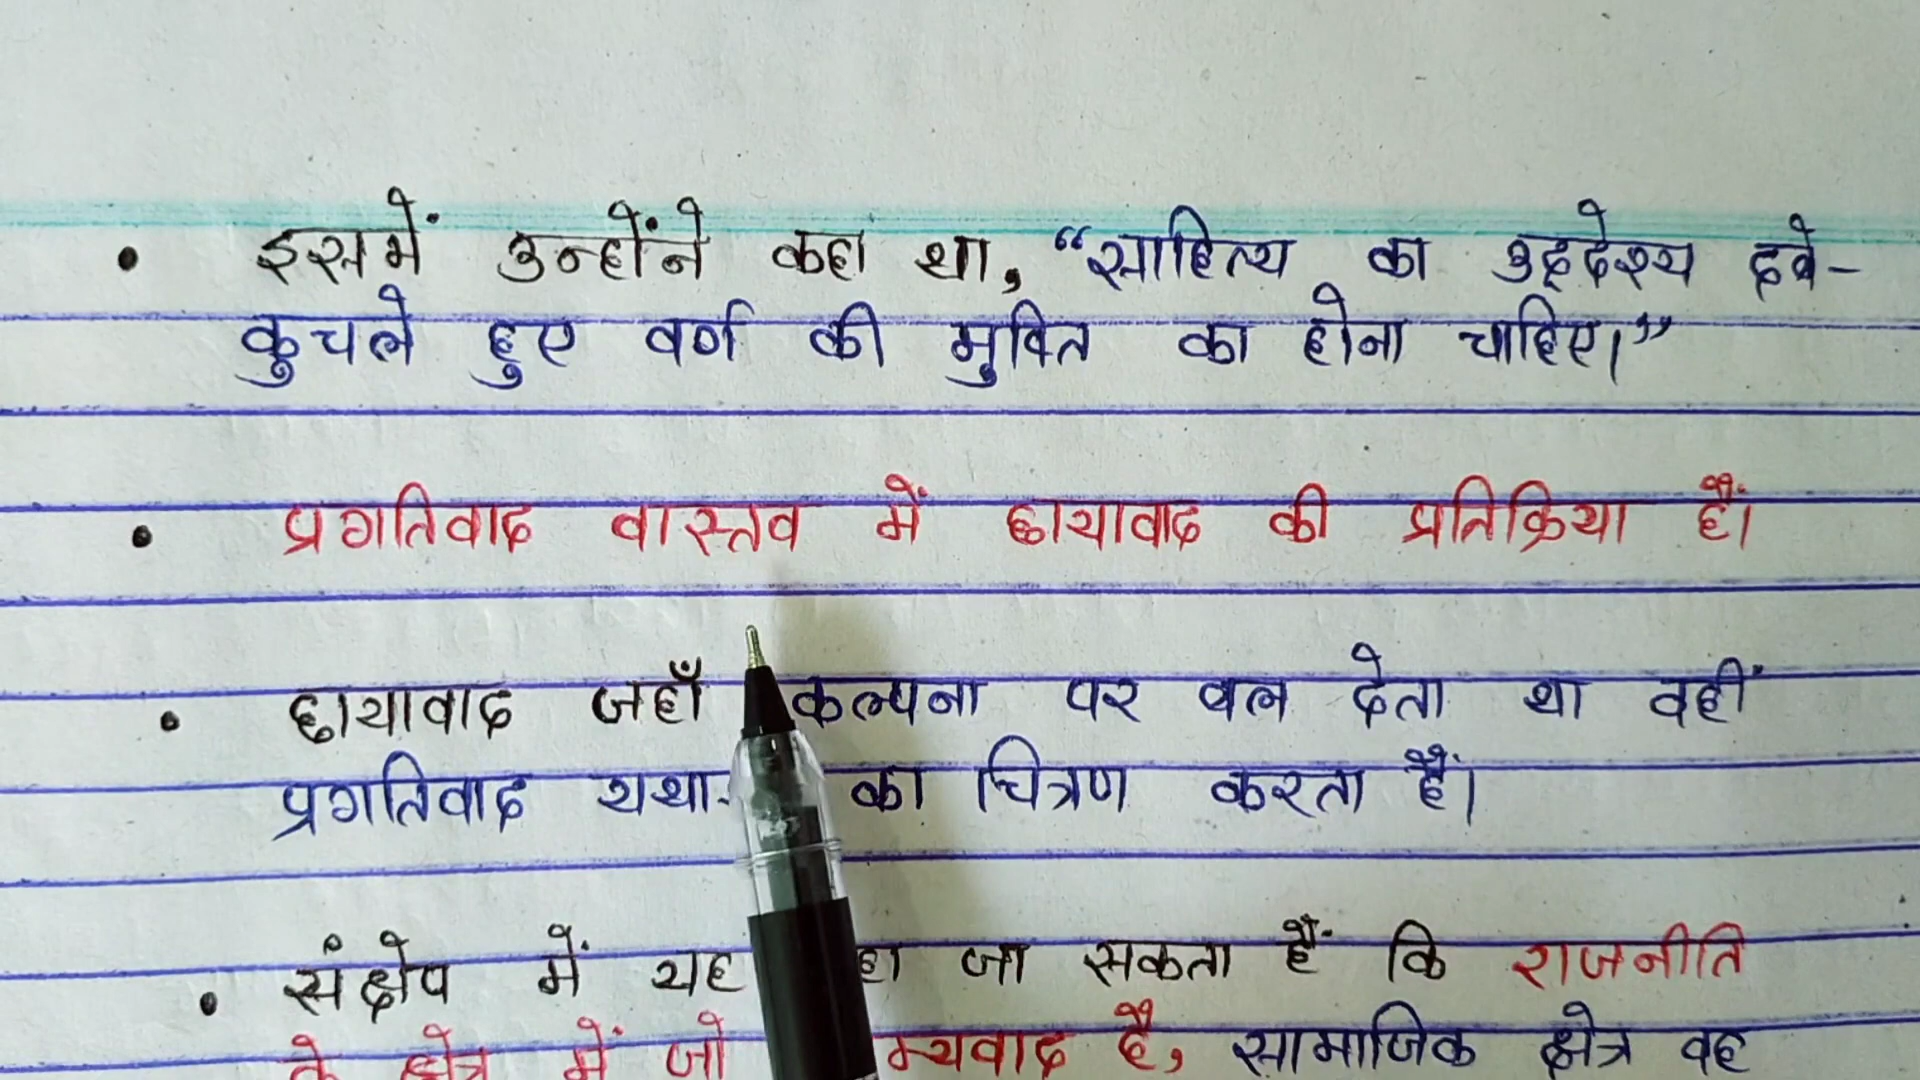 • इसमें उन्होंने कहा था, “साहित्य का उद्देश्य दबे-
कुचले हुए वर्ग की मुक्ति का होना चाहिए।”
• प्रगतिवाद वास्तव में छायावाद की प्रतिक्रिया हैं।
• छायावाद जहाँ कल्पना पर बल देता था वहीं
प्रगतिवाद का चित्रण करता हैं।
• संक्षेप में यह जा सकता हैं कि राजनीति
के क्षेत्र में जो है, सामाजिक क्षेत्र वह